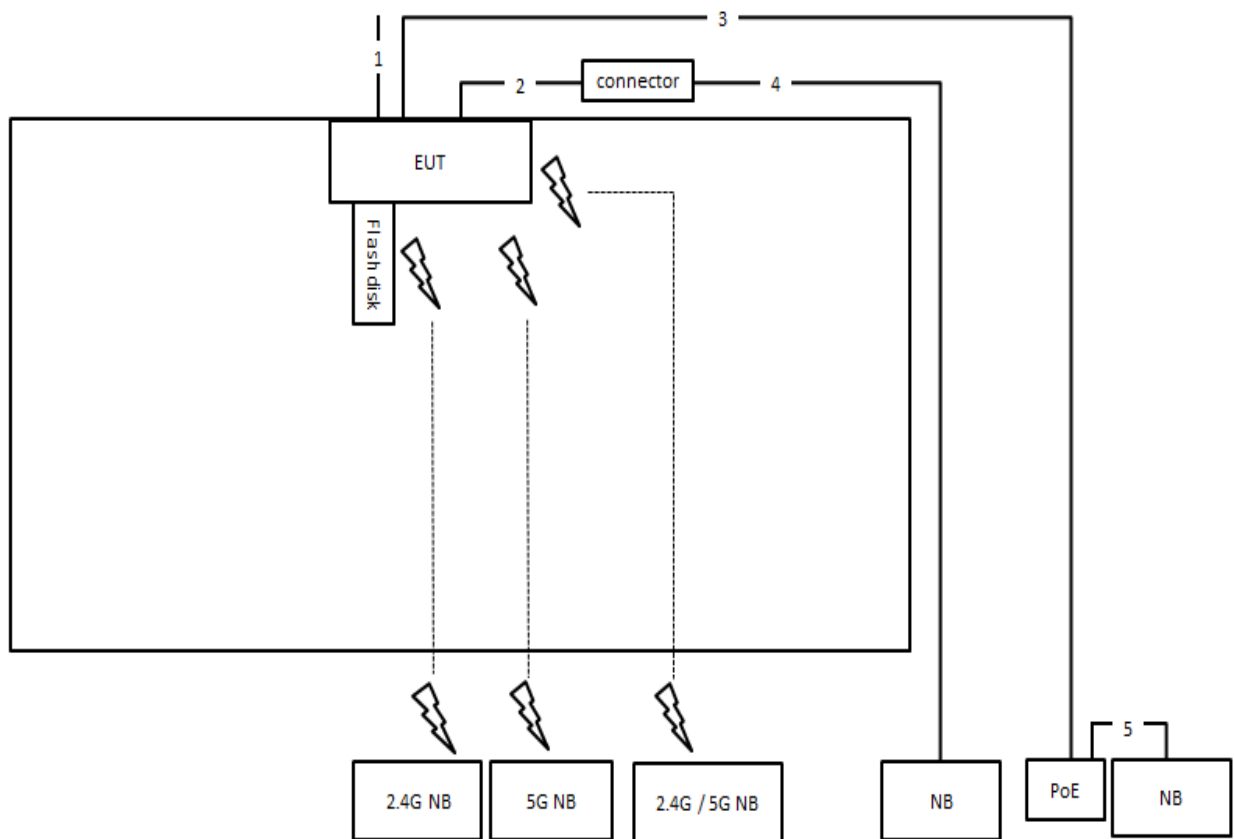 3
1
2
connector
4
EUT
Flash disk
5
2.4G NB
5G NB
2.4G / 5G NB
NB
PoE
NB